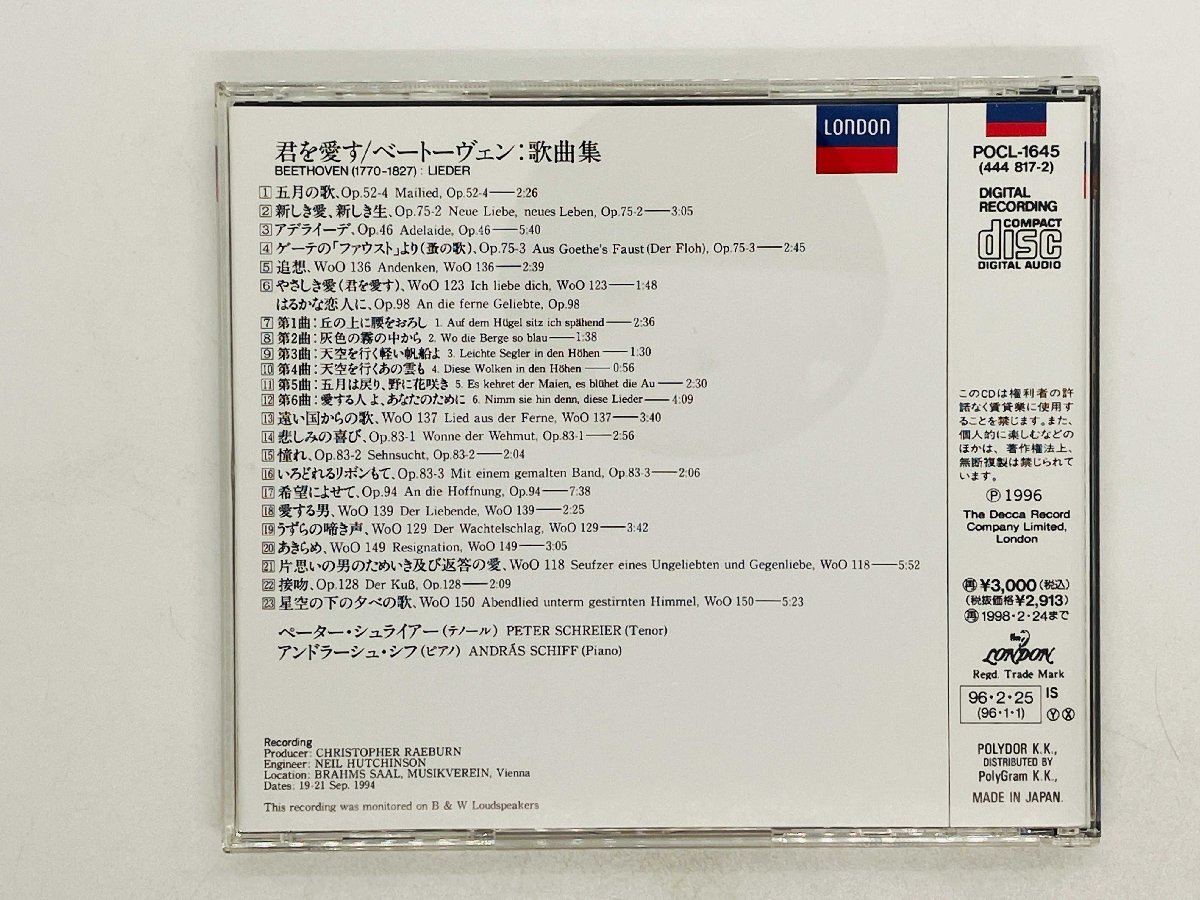 君を愛す/ベートーヴェン:歌曲集
BEETHOVEN (1770-1827) : LIEDER
1 五月の歌、Op.52-4 Mailied, Op.52-4──2:26
2 新しき愛、新しき生、Op.75-2 Neue Liebe, neues Leben, Op.75-2──3:05
3 アデライーデ、Op.46 Adelaide, Op.46──5:40
4 ゲーテの「ファウスト」より(蚤の歌)、Op.75-3 Aus Goethe's Faust (Der Floh), Op.75-3──2:45
5 追想、WoO 136 Andenken, WoO 136──2:39
6 やさしき愛(君を愛す)、WoO 123 Ich liebe dich, WoO 123──1:48
はるかな恋人に、Op.98 An die ferne Geliebte, Op.98
7 第1曲:丘の上に腰をおろし 1. Auf dem Hügel sitz ich spähend──2:36
8 第2曲:灰色の霧の中から 2. Wo die Berge so blau──1:38
9 第3曲:天空を行く軽い帆船よ 3. Leichte Segler in den Höhen──1:30
10 第4曲:天空を行くあの雲も 4. Diese Wolken in den Höhen──0:56
11 第5曲:五月は戻り、野に花咲き 5. Es kehret der Maien, es blühet die Au──2:30
12 第6曲:愛する人よ、あなたのために 6. Nimm sie hin denn, diese Lieder──4:09
13 遠い国からの歌、WoO 137 Lied aus der Ferne, WoO 137──3:40
14 悲しみの喜び、Op.83-1 Wonne der Wehmut, Op.83-1──2:56
15 憧れ、Op.83-2 Sehnsucht, Op.83-2──2:04
16 いろどれるリボンもて、Op.83-3 Mit einem gemalten Band, Op.83-3──2:06
17 希望によせて、Op.94 An die Hoffnung, Op.94──7:38
18 愛する男、WoO 139 Der Liebende, WoO 139──2:25
19 うずらの啼き声、WoO 129 Der Wachtelschlag, WoO 129──3:42
20 あきらめ、WoO 149 Resignation, WoO 149──3:05
21 片思いの男のためいき及び返答の愛、WoO 118 Seufzer eines Ungeliebten und Gegenliebe, WoO 118──5:52
22 接吻、Op.128 Der Kuß, Op.128──2:09
23 星空の下の夕べの歌、WoO 150 Abendlied unterm gestirnten Himmel, WoO 150──5:23
ペーター・シュライアー(テノール) PETER SCHREIER (Tenor)
アンドラーシュ・シフ(ピアノ) ANDRÁS SCHIFF (Piano)
Recording
Producer: CHRISTOPHER RAEBURN
Engineer: NEIL HUTCHINSON
Location: BRAHMS SAAL, MUSIKVEREIN, Vienna
Dates: 19-21 Sep. 1994
This recording was monitored on B & W Loudspeakers
LONDON
POCL-1645
(444 817-2)
DIGITAL
RECORDING
COMPACT
disc
DIGITAL AUDIO
このCDは権利者の許
諾なく賃貸業に使用す
ることを禁じます。また、
個人的に楽しむなどの
ほかは、著作権法上、
無断複製は禁じられて
います。
Ⓟ 1996
The Decca Record
Company Limited,
London
再 ¥3,000(税込)
(税抜価格¥2,913)
再 1998・2・24まで
LONDON
Regd. Trade Mark
96・2・25 IS
(96・1・1) Ⓨ Ⓧ
POLYDOR K.K.,
DISTRIBUTED BY
PolyGram K.K.,
MADE IN JAPAN.